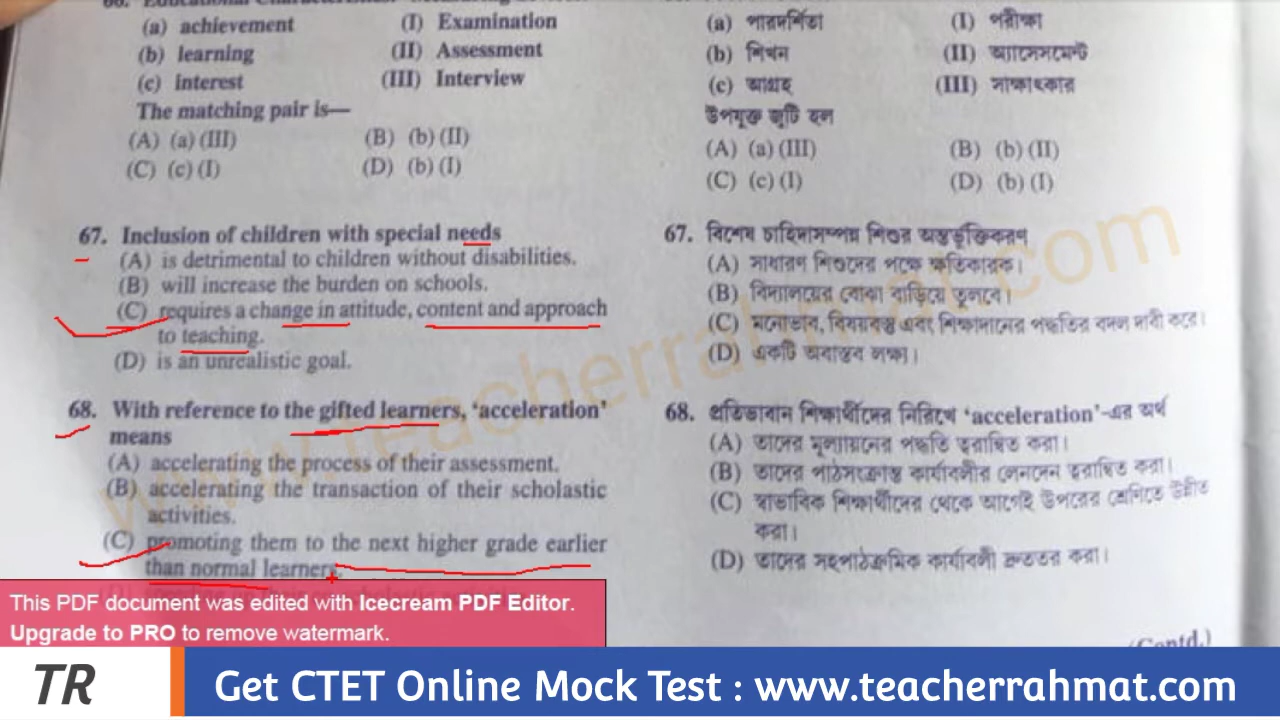 (a) achievement
(I) Examination
(b) learning
(II) Assessment
(c) interest
(III) Interview
The matching pair is—
(A) (a) (III)
(B) (b) (II)
(C) (c) (I)
(D) (b) (I)
67. Inclusion of children with special needs
(A) is detrimental to children without disabilities.
(B) will increase the burden on schools.
(C) requires a change in attitude, content and approach
to teaching.
(D) is an unrealistic goal.
68. With reference to the gifted learners, ‘acceleration’
means
(A) accelerating the process of their assessment.
(B) accelerating the transaction of their scholastic
activities.
(C) promoting them to the next higher grade earlier
than normal learners.
(a) পারদর্শিতা
(I) পরীক্ষা
(b) শিখন
(II) অ্যাসেসমেন্ট
(c) আগ্রহ
(III) সাক্ষাৎকার
উপযুক্ত জুটি হল
(A) (a) (III)
(B) (b) (II)
(C) (c) (I)
(D) (b) (I)
67. বিশেষ চাহিদাসম্পন্ন শিশুর অন্তর্ভুক্তিকরণ
(A) সাধারণ শিশুদের পক্ষে ক্ষতিকারক।
(B) বিদ্যালয়ের বোঝা বাড়িয়ে তুলবে।
(C) মনোভাব, বিষয়বস্তু এবং শিক্ষাদানের পদ্ধতির বদল দাবী করে।
(D) একটি অবাস্তব লক্ষ্য।
68. প্রতিভাবান শিক্ষার্থীদের নিরিখে ‘acceleration’-এর অর্থ
(A) তাদের মূল্যায়নের পদ্ধতি ত্বরান্বিত করা।
(B) তাদের পাঠসংক্রান্ত কার্যাবলীর লেনদেন ত্বরান্বিত করা।
(C) স্বাভাবিক শিক্ষার্থীদের থেকে আগেই উপরের শ্রেণিতে উন্নীত
করা।
(D) তাদের সহপাঠক্রমিক কার্যাবলী দ্রুততর করা।
(Contd.)
www.teacherrahmat.com
This PDF document was edited with Icecream PDF Editor.
Upgrade to PRO to remove watermark.
TR
Get CTET Online Mock Test : www.teacherrahmat.com